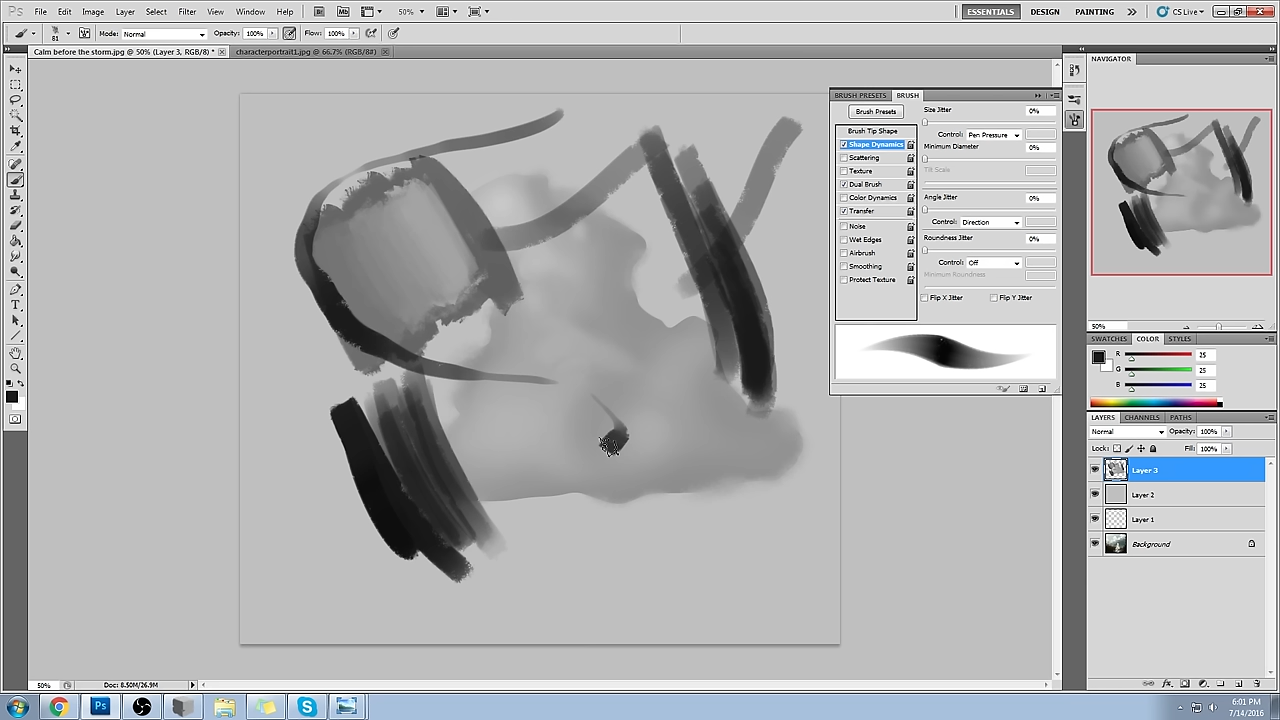 Ps File Edit Image Layer Select Filter Analysis 3D View Window Help Br Mb 50% ESSENTIALS DESIGN PAINTING CS Live
81 Mode: Normal Opacity: 100% Flow: 100%
Calm before the storm.jpg @ 50% (Layer 3, RGB/8) * characterportrait1.jpg @ 66.7% (RGB/8#)
NAVIGATOR
BRUSH PRESETS BRUSH
Brush Presets
Brush Tip Shape
Shape Dynamics
Scattering
Texture
Dual Brush
Color Dynamics
Transfer
Noise
Wet Edges
Airbrush
Smoothing
Protect Texture
Size Jitter 0%
Control: Pen Pressure
Minimum Diameter 0%
Tilt Scale
Angle Jitter 0%
Control: Direction
Roundness Jitter 0%
Control: Off
Minimum Roundness
Flip X Jitter Flip Y Jitter
50%
SWATCHES COLOR STYLES
R 25
G 25
B 25
LAYERS CHANNELS PATHS
Normal Opacity: 100%
Lock: Fill: 100%
Layer 3
Layer 2
Layer 1
Background
50% Doc: 8.50M/26.9M
Ps
6:01 PM
7/14/2016